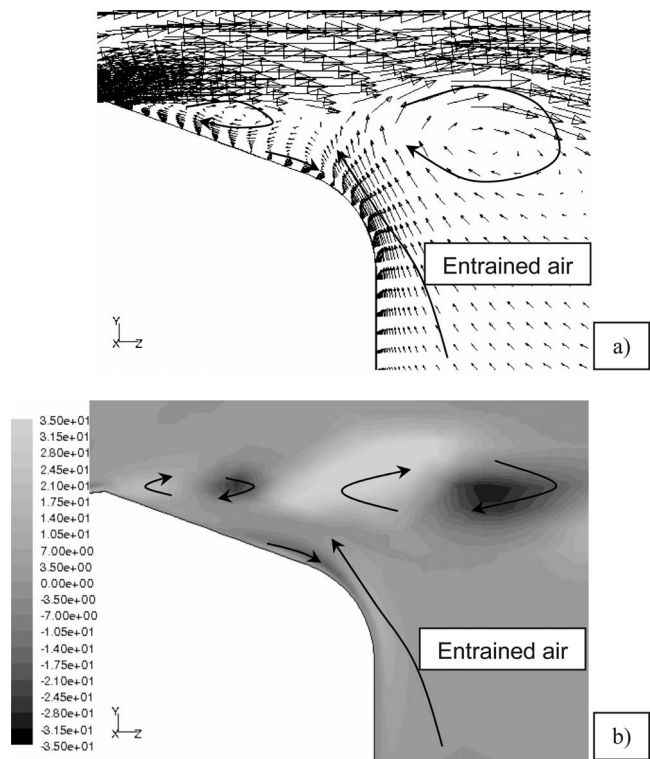 Entrained air
Y
X Z
a)
3.50e+01
3.15e+01
2.80e+01
2.45e+01
2.10e+01
1.75e+01
1.40e+01
1.05e+01
7.00e+00
3.50e+00
0.00e+00
-3.50e+00
-7.00e+00
-1.05e+01
-1.40e+01
-1.75e+01
-2.10e+01
-2.45e+01
-2.80e+01
-3.15e+01
-3.50e+01
Entrained air
Y
X Z
b)